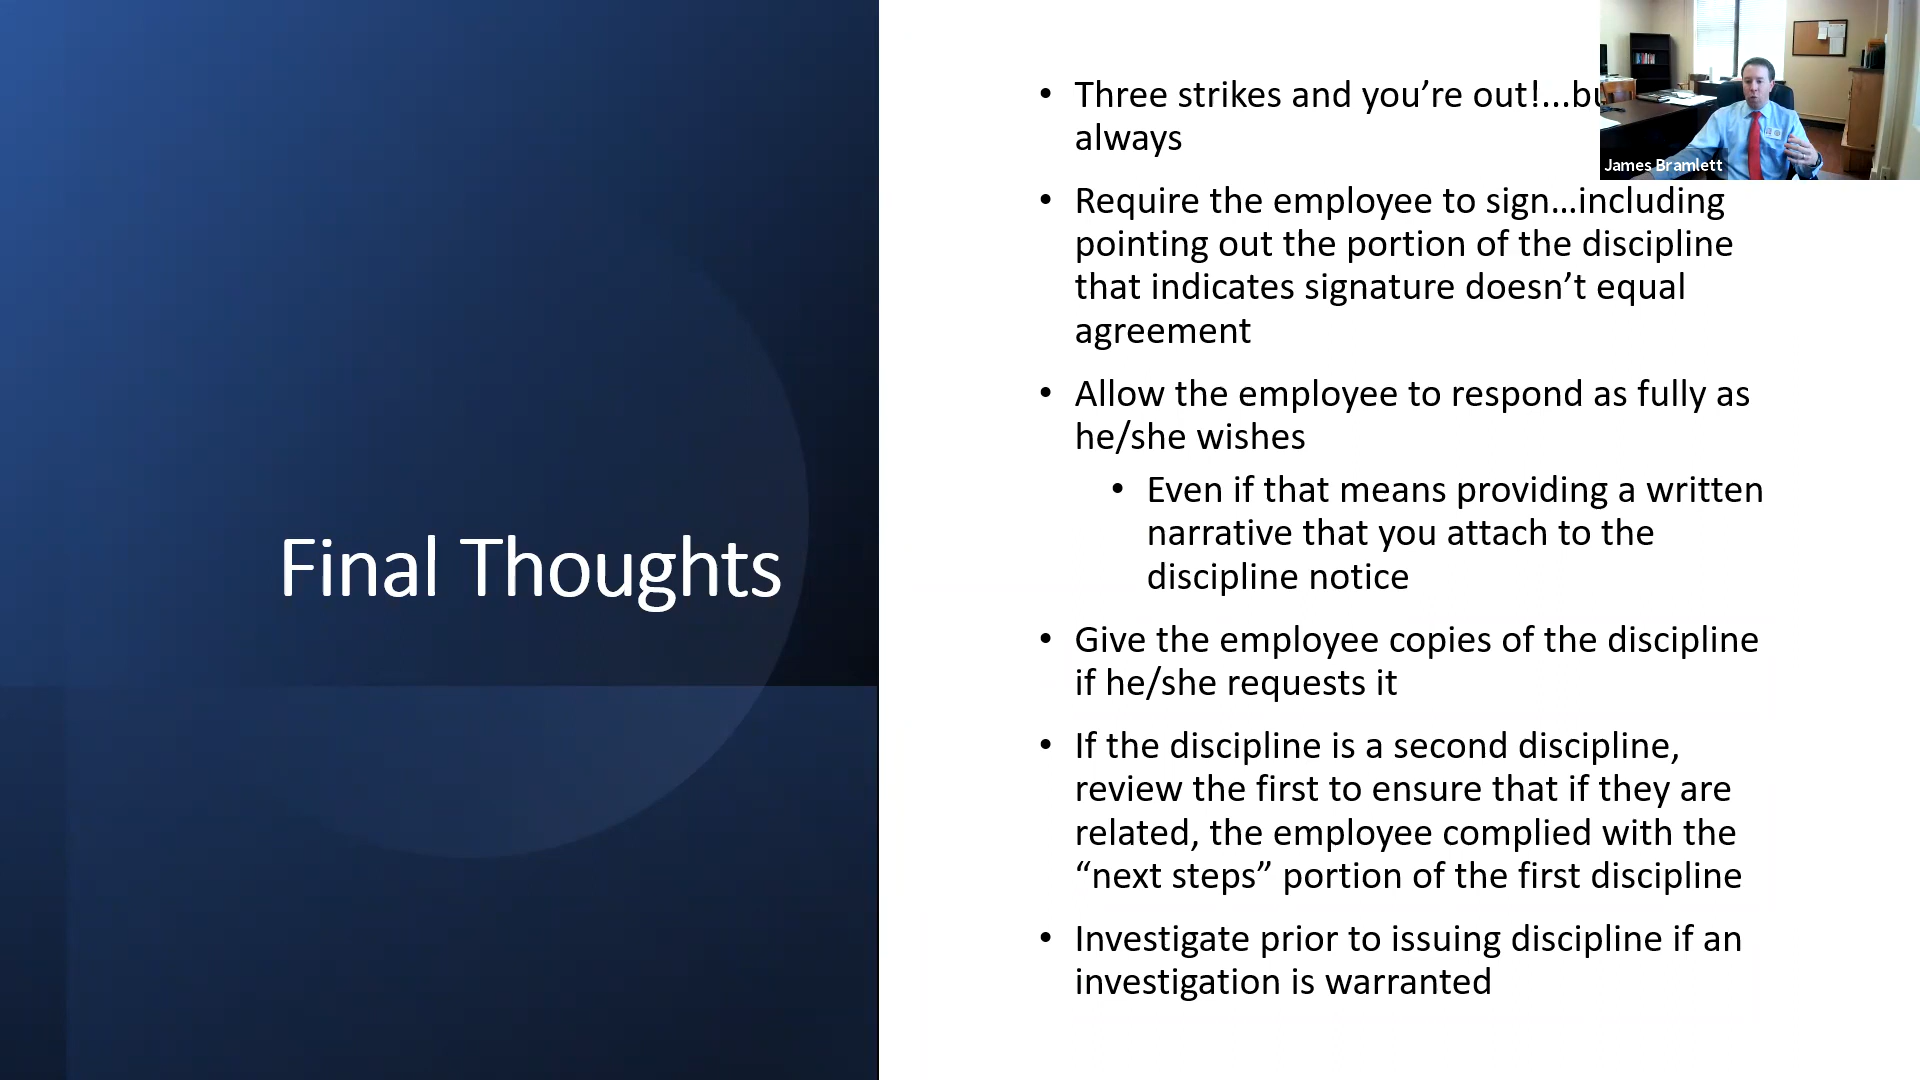 Final Thoughts
• Three strikes and you’re out!...
always
• Require the employee to sign…including
pointing out the portion of the discipline
that indicates signature doesn’t equal
agreement
• Allow the employee to respond as fully as
he/she wishes
• Even if that means providing a written
narrative that you attach to the
discipline notice
• Give the employee copies of the discipline
if he/she requests it
• If the discipline is a second discipline,
review the first to ensure that if they are
related, the employee complied with the
“next steps” portion of the first discipline
• Investigate prior to issuing discipline if an
investigation is warranted
James Bramlett